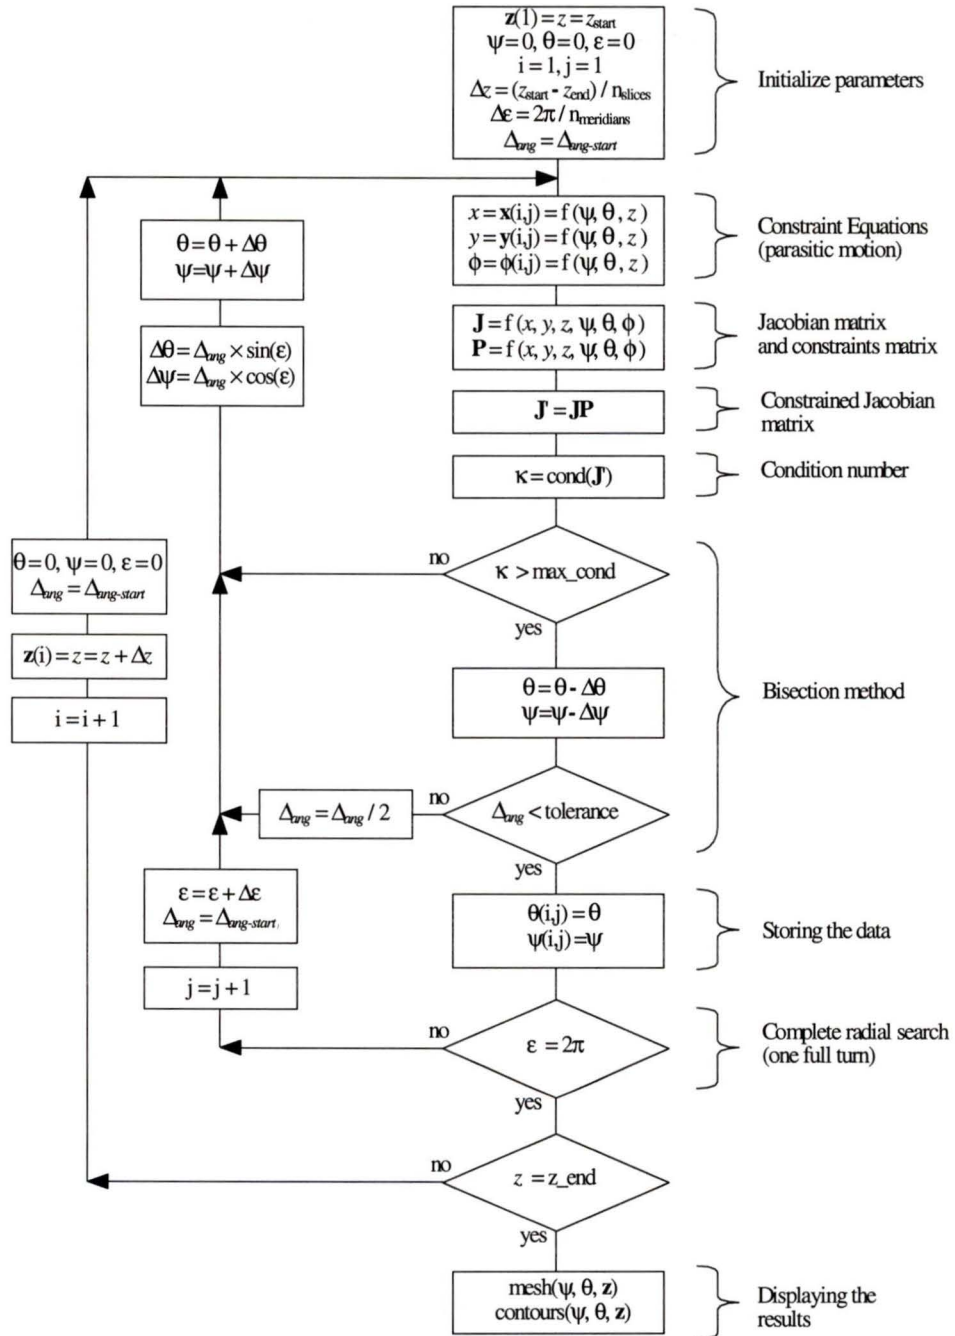 z(1) = z = z_start
ψ=0, θ=0, ε=0
i = 1, j = 1
Δz = (z_start - z_end) / n_slices
Δε = 2π / n_meridians
Δ_ang = Δ_ang-start
Initialize parameters
x = x(i,j) = f (ψ, θ, z)
y = y(i,j) = f (ψ, θ, z)
ϕ = ϕ(i,j) = f (ψ, θ, z)
Constraint Equations
(parasitic motion)
θ = θ + Δθ
ψ = ψ + Δψ
J = f (x, y, z, ψ, θ, ϕ)
P = f (x, y, z, ψ, θ, ϕ)
Jacobian matrix
and constraints matrix
Δθ = Δ_ang × sin(ε)
Δψ = Δ_ang × cos(ε)
J' = JP
Constrained Jacobian
matrix
κ = cond(J')
Condition number
no
κ > max_cond
yes
θ = 0, ψ = 0, ε = 0
Δ_ang = Δ_ang-start
z(i) = z = z + Δz
i = i + 1
θ = θ - Δθ
ψ = ψ - Δψ
Bisection method
Δ_ang = Δ_ang / 2
no
Δ_ang < tolerance
yes
ε = ε + Δε
Δ_ang = Δ_ang-start
j = j + 1
θ(i,j) = θ
ψ(i,j) = ψ
Storing the data
no
ε = 2π
yes
Complete radial search
(one full turn)
no
z = z_end
yes
mesh(ψ, θ, z)
contours(ψ, θ, z)
Displaying the
results